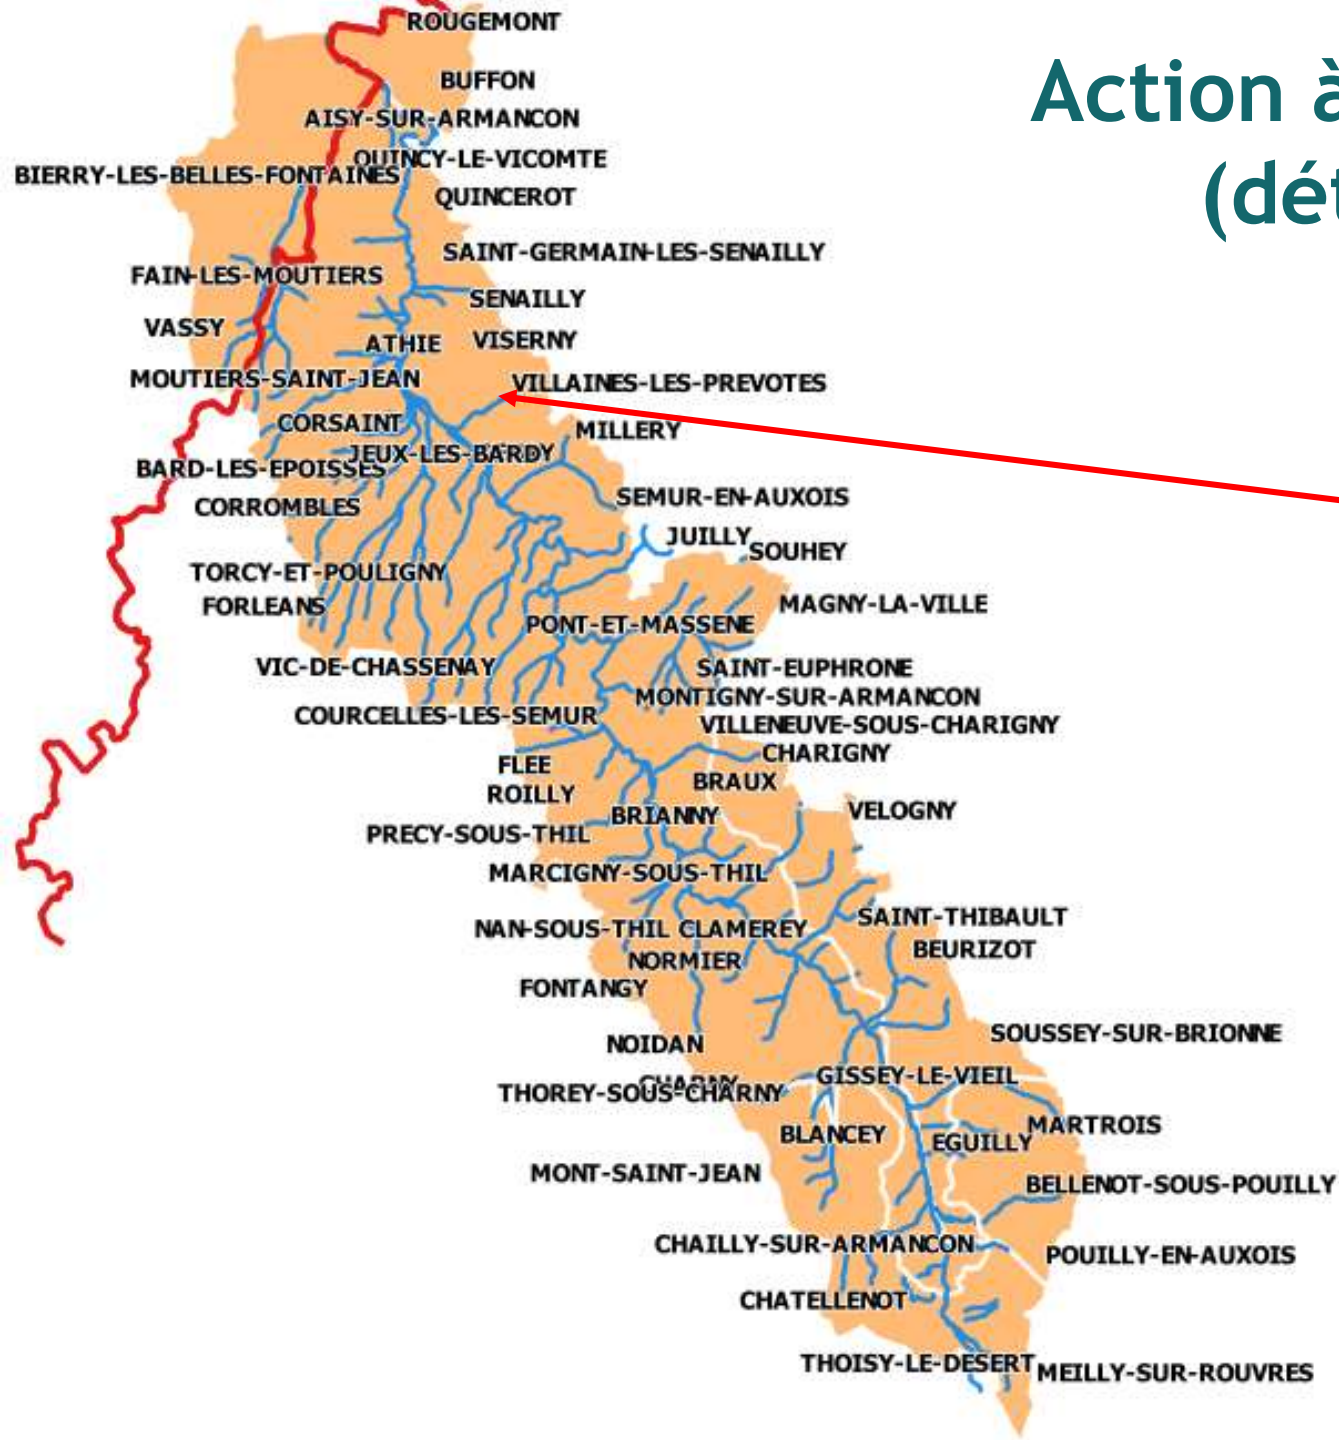 ROUGEMONT
Action à
BUFFON
AISY-SUR-ARMANCON
QUINCY-LE-VICOMTE
BIERRY-LES-BELLES-FONTAINES
QUINCEROT
(dét
SAINT-GERMAIN-LES-SENAILLY
FAIN-LES-MOUTIERS
SENAILLY
VASSY
ATHIE
VISERNY
MOUTIERS-SAINT-JEAN
VILLAINES-LES-PREVOTES
CORSAINT
MILLERY
JEUX-LES-BARD
BARD-LES-EPOISSES
SEMUR-EN-AUXOIS
CORROMBLES
JUILLY
SOUHEY
TORCY-ET-POULIGNY
FORLEANS
MAGNY-LA-VILLE
PONT-ET-MASSENE
VIC-DE-CHASSENAY
SAINT-EUPHRONE
MONTIGNY-SUR-ARMANCON
COURCELLES-LES-SEMUR
VILLENEUVE-SOUS-CHARIGNY
CHARIGNY
FLEE
BRAUX
ROILLY
VELOGNY
BRIANNY
PRECY-SOUS-THIL
MARCIGNY-SOUS-THIL
SAINT-THIBAULT
NAN-SOUS-THIL
CLAMEREY
BEURIZOT
NORMIER
FONTANGY
SOUSSEY-SUR-BRIONNE
NOIDAN
GISSEY-LE-VIEIL
CHARNY
THOREY-SOUS-CHARNY
MARTROIS
BLANCEY
EGUILLY
MONT-SAINT-JEAN
BELLENOT-SOUS-POUILLY
CHAILLY-SUR-ARMANCON
POUILLY-EN-AUXOIS
CHATELLENOT
THOISY-LE-DESERT
MEILLY-SUR-ROUVRES